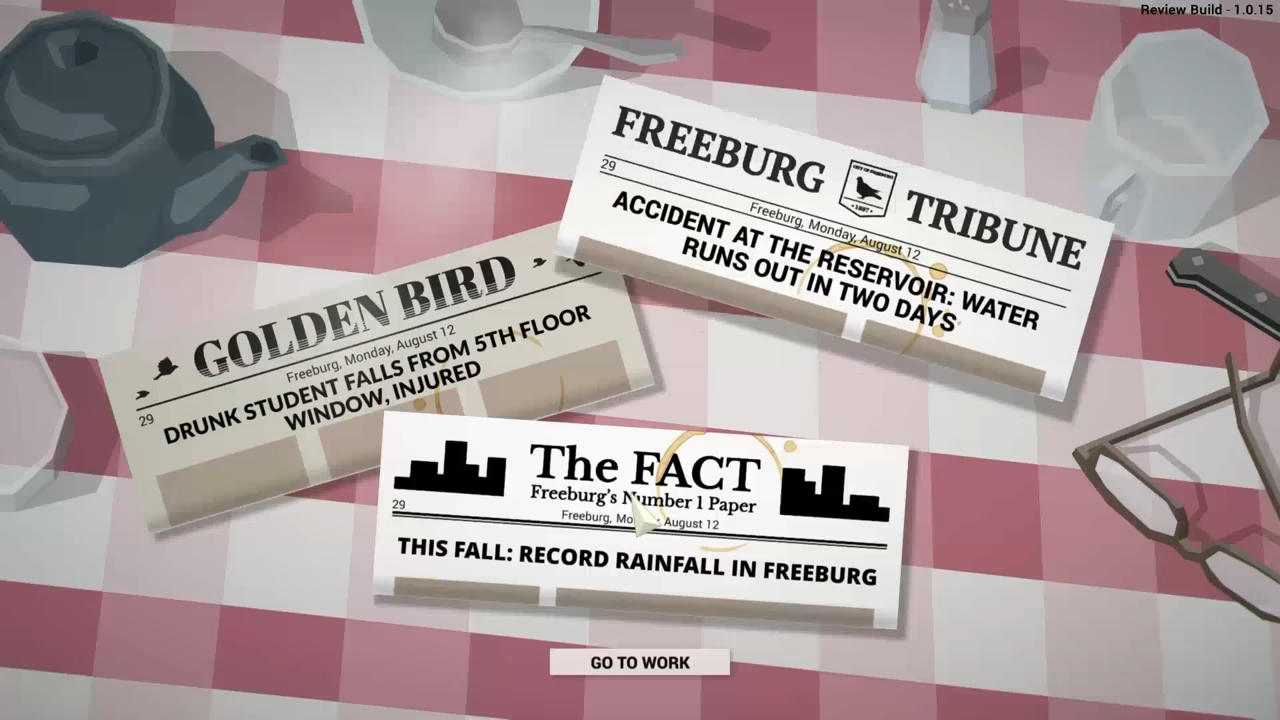 Review Build - 1.0.15
FREEBURG TRIBUNE
29
Freeburg, Monday, August 12
ACCIDENT AT THE RESERVOIR: WATER
RUNS OUT IN TWO DAYS
GOLDEN BIRD
Freeburg, Monday, August 12
29
DRUNK STUDENT FALLS FROM 5TH FLOOR
WINDOW, INJURED
The FACT
Freeburg's Number 1 Paper
29
Freeburg, August 12
THIS FALL: RECORD RAINFALL IN FREEBURG
GO TO WORK